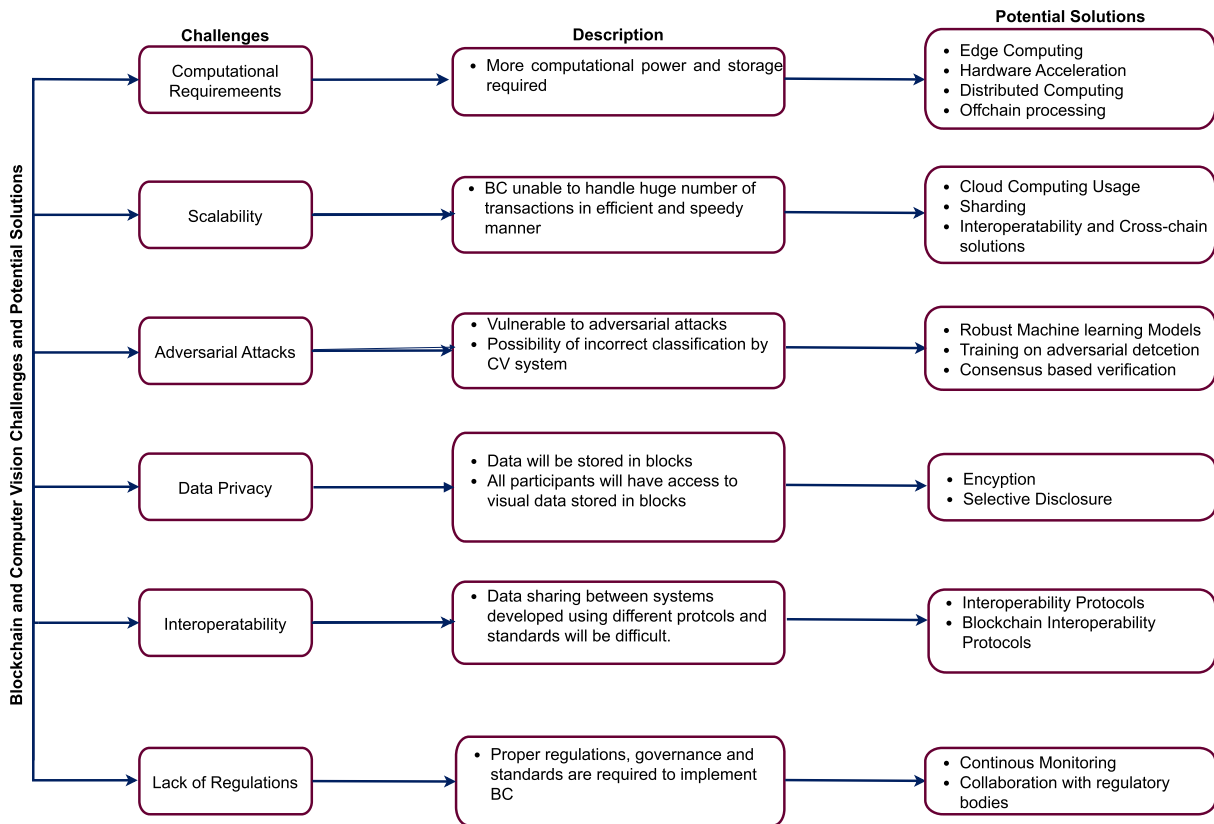 Blockchain and Computer Vision Challenges and Potential Solutions
Challenges
Description
Potential Solutions
Computational
Requiremeents
• More computational power and storage
required
• Edge Computing
• Hardware Acceleration
• Distributed Computing
• Offchain processing
Scalability
• BC unable to handle huge number of
transactions in efficient and speedy
manner
• Cloud Computing Usage
• Sharding
• Interoperatability and Cross-chain
solutions
Adversarial Attacks
• Vulnerable to adversarial attacks
• Possibility of incorrect classification by
CV system
• Robust Machine learning Models
• Training on adversarial detcetion
• Consensus based verification
Data Privacy
• Data will be stored in blocks
• All participants will have access to
visual data stored in blocks
• Encyption
• Selective Disclosure
Interoperatability
• Data sharing between systems
developed using different protcols and
standards will be difficult.
• Interoperability Protocols
• Blockchain Interoperability
Protocols
Lack of Regulations
• Proper regulations, governance and
standards are required to implement
BC
• Continous Monitoring
• Collaboration with regulatory
bodies